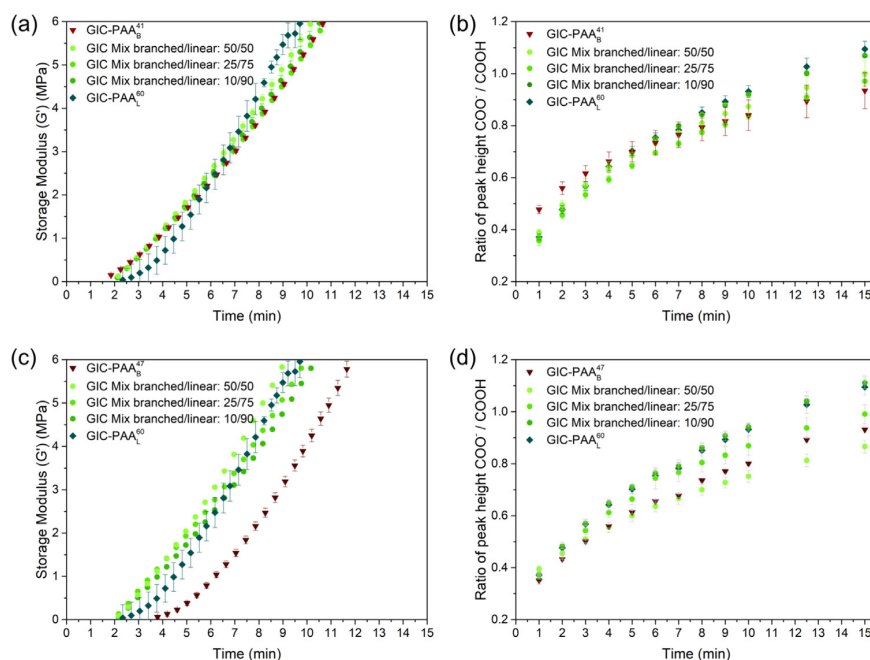 (a)
GIC-PAA_B^41
GIC Mix branched/linear: 50/50
GIC Mix branched/linear: 25/75
GIC Mix branched/linear: 10/90
GIC-PAA_L^60
6
5
4
3
2
1
0
Storage Modulus (G') (MPa)
0 1 2 3 4 5 6 7 8 9 10 11 12 13 14 15
Time (min)
(b)
GIC-PAA_B^41
GIC Mix branched/linear: 50/50
GIC Mix branched/linear: 25/75
GIC Mix branched/linear: 10/90
GIC-PAA_L^60
1.2
1.0
0.8
0.6
0.4
0.2
Ratio of peak height COO⁻ / COOH
0 1 2 3 4 5 6 7 8 9 10 11 12 13 14 15
Time (min)
(c)
GIC-PAA_B^47
GIC Mix branched/linear: 50/50
GIC Mix branched/linear: 25/75
GIC Mix branched/linear: 10/90
GIC-PAA_L^60
6
5
4
3
2
1
0
Storage Modulus (G') (MPa)
0 1 2 3 4 5 6 7 8 9 10 11 12 13 14 15
Time (min)
(d)
GIC-PAA_B^47
GIC Mix branched/linear: 50/50
GIC Mix branched/linear: 25/75
GIC Mix branched/linear: 10/90
GIC-PAA_L^60
1.2
1.0
0.8
0.6
0.4
0.2
Ratio of peak height COO⁻ / COOH
0 1 2 3 4 5 6 7 8 9 10 11 12 13 14 15
Time (min)